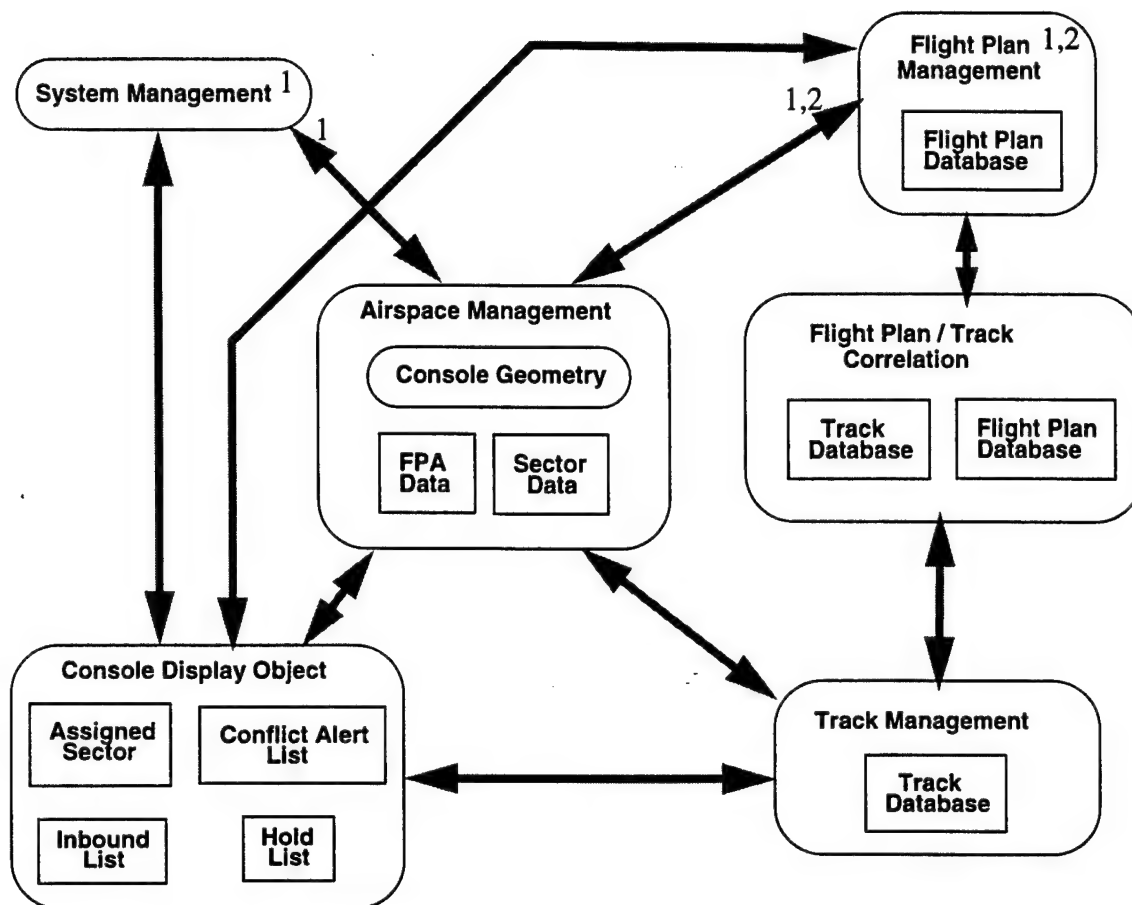 Flight Plan 1,2
Management
Flight Plan
Database
System Management 1
1
1,2
Airspace Management
Console Geometry
FPA
Data
Sector
Data
Flight Plan / Track
Correlation
Track
Database
Flight Plan
Database
Console Display Object
Assigned
Sector
Conflict Alert
List
Inbound
List
Hold
List
Track Management
Track
Database